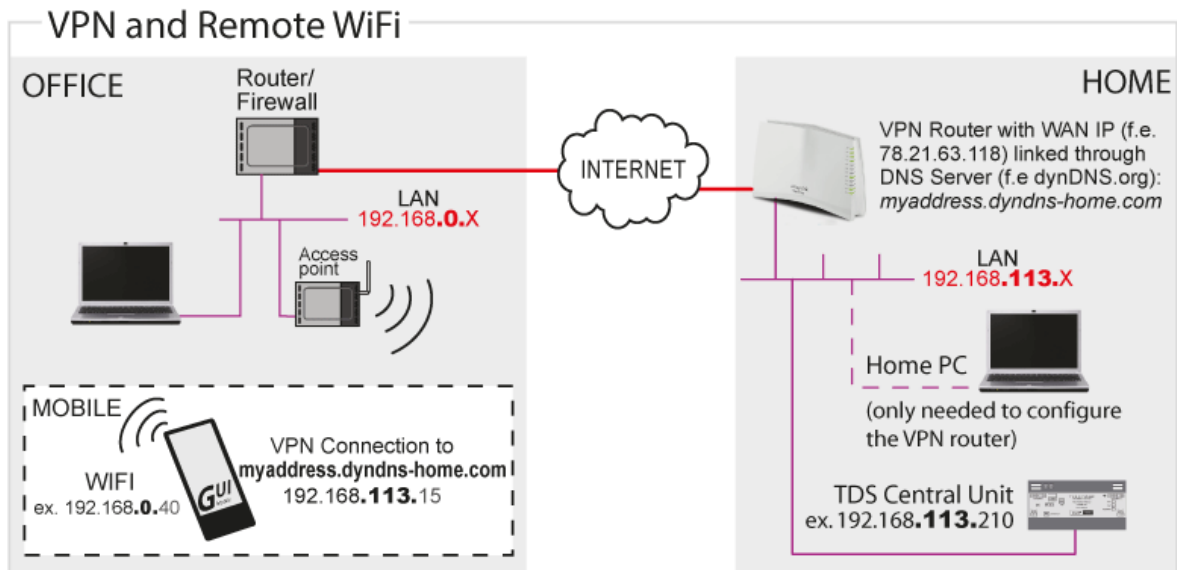 VPN and Remote WiFi
OFFICE
Router/
Firewall
LAN
192.168.0.X
Access
point
MOBILE
WIFI
ex. 192.168.0.40
GUI
VPN Connection to
myaddress.dyndns-home.com
192.168.113.15
INTERNET
HOME
VPN Router with WAN IP (f.e.
78.21.63.118) linked through
DNS Server (f.e dynDNS.org):
myaddress.dyndns-home.com
LAN
192.168.113.X
Home PC
(only needed to configure
the VPN router)
TDS Central Unit
ex. 192.168.113.210